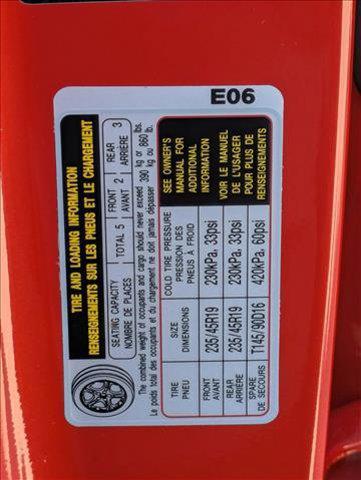 E06
TIRE AND LOADING INFORMATION
RENSEIGNEMENTS SUR LES PNEUS ET LE CHARGEMENT
SEATING CAPACITY
NOMBRE DE PLACES
TOTAL 5
FRONT
AVANT 2
REAR
ARRIÈRE 3
The combined weight of occupants and cargo should never exceed 390 kg or 860 lbs.
Le poids total des occupants et du chargement ne doit jamais dépasser 390 kg ou 860 lb.
TIRE
PNEU
SIZE
DIMENSIONS
COLD TIRE PRESSURE
PRESSION DES
PNEUS À FROID
SEE OWNER'S
MANUAL FOR
ADDITIONAL
INFORMATION
VOIR LE MANUEL
DE L'USAGER
POUR PLUS DE
RENSEIGNEMENTS
FRONT
AVANT
235/45R19
230kPa, 33psi
REAR
ARRIÈRE
235/45R19
230kPa, 33psi
SPARE
DE SECOURS
T145/90D16
420kPa, 60psi